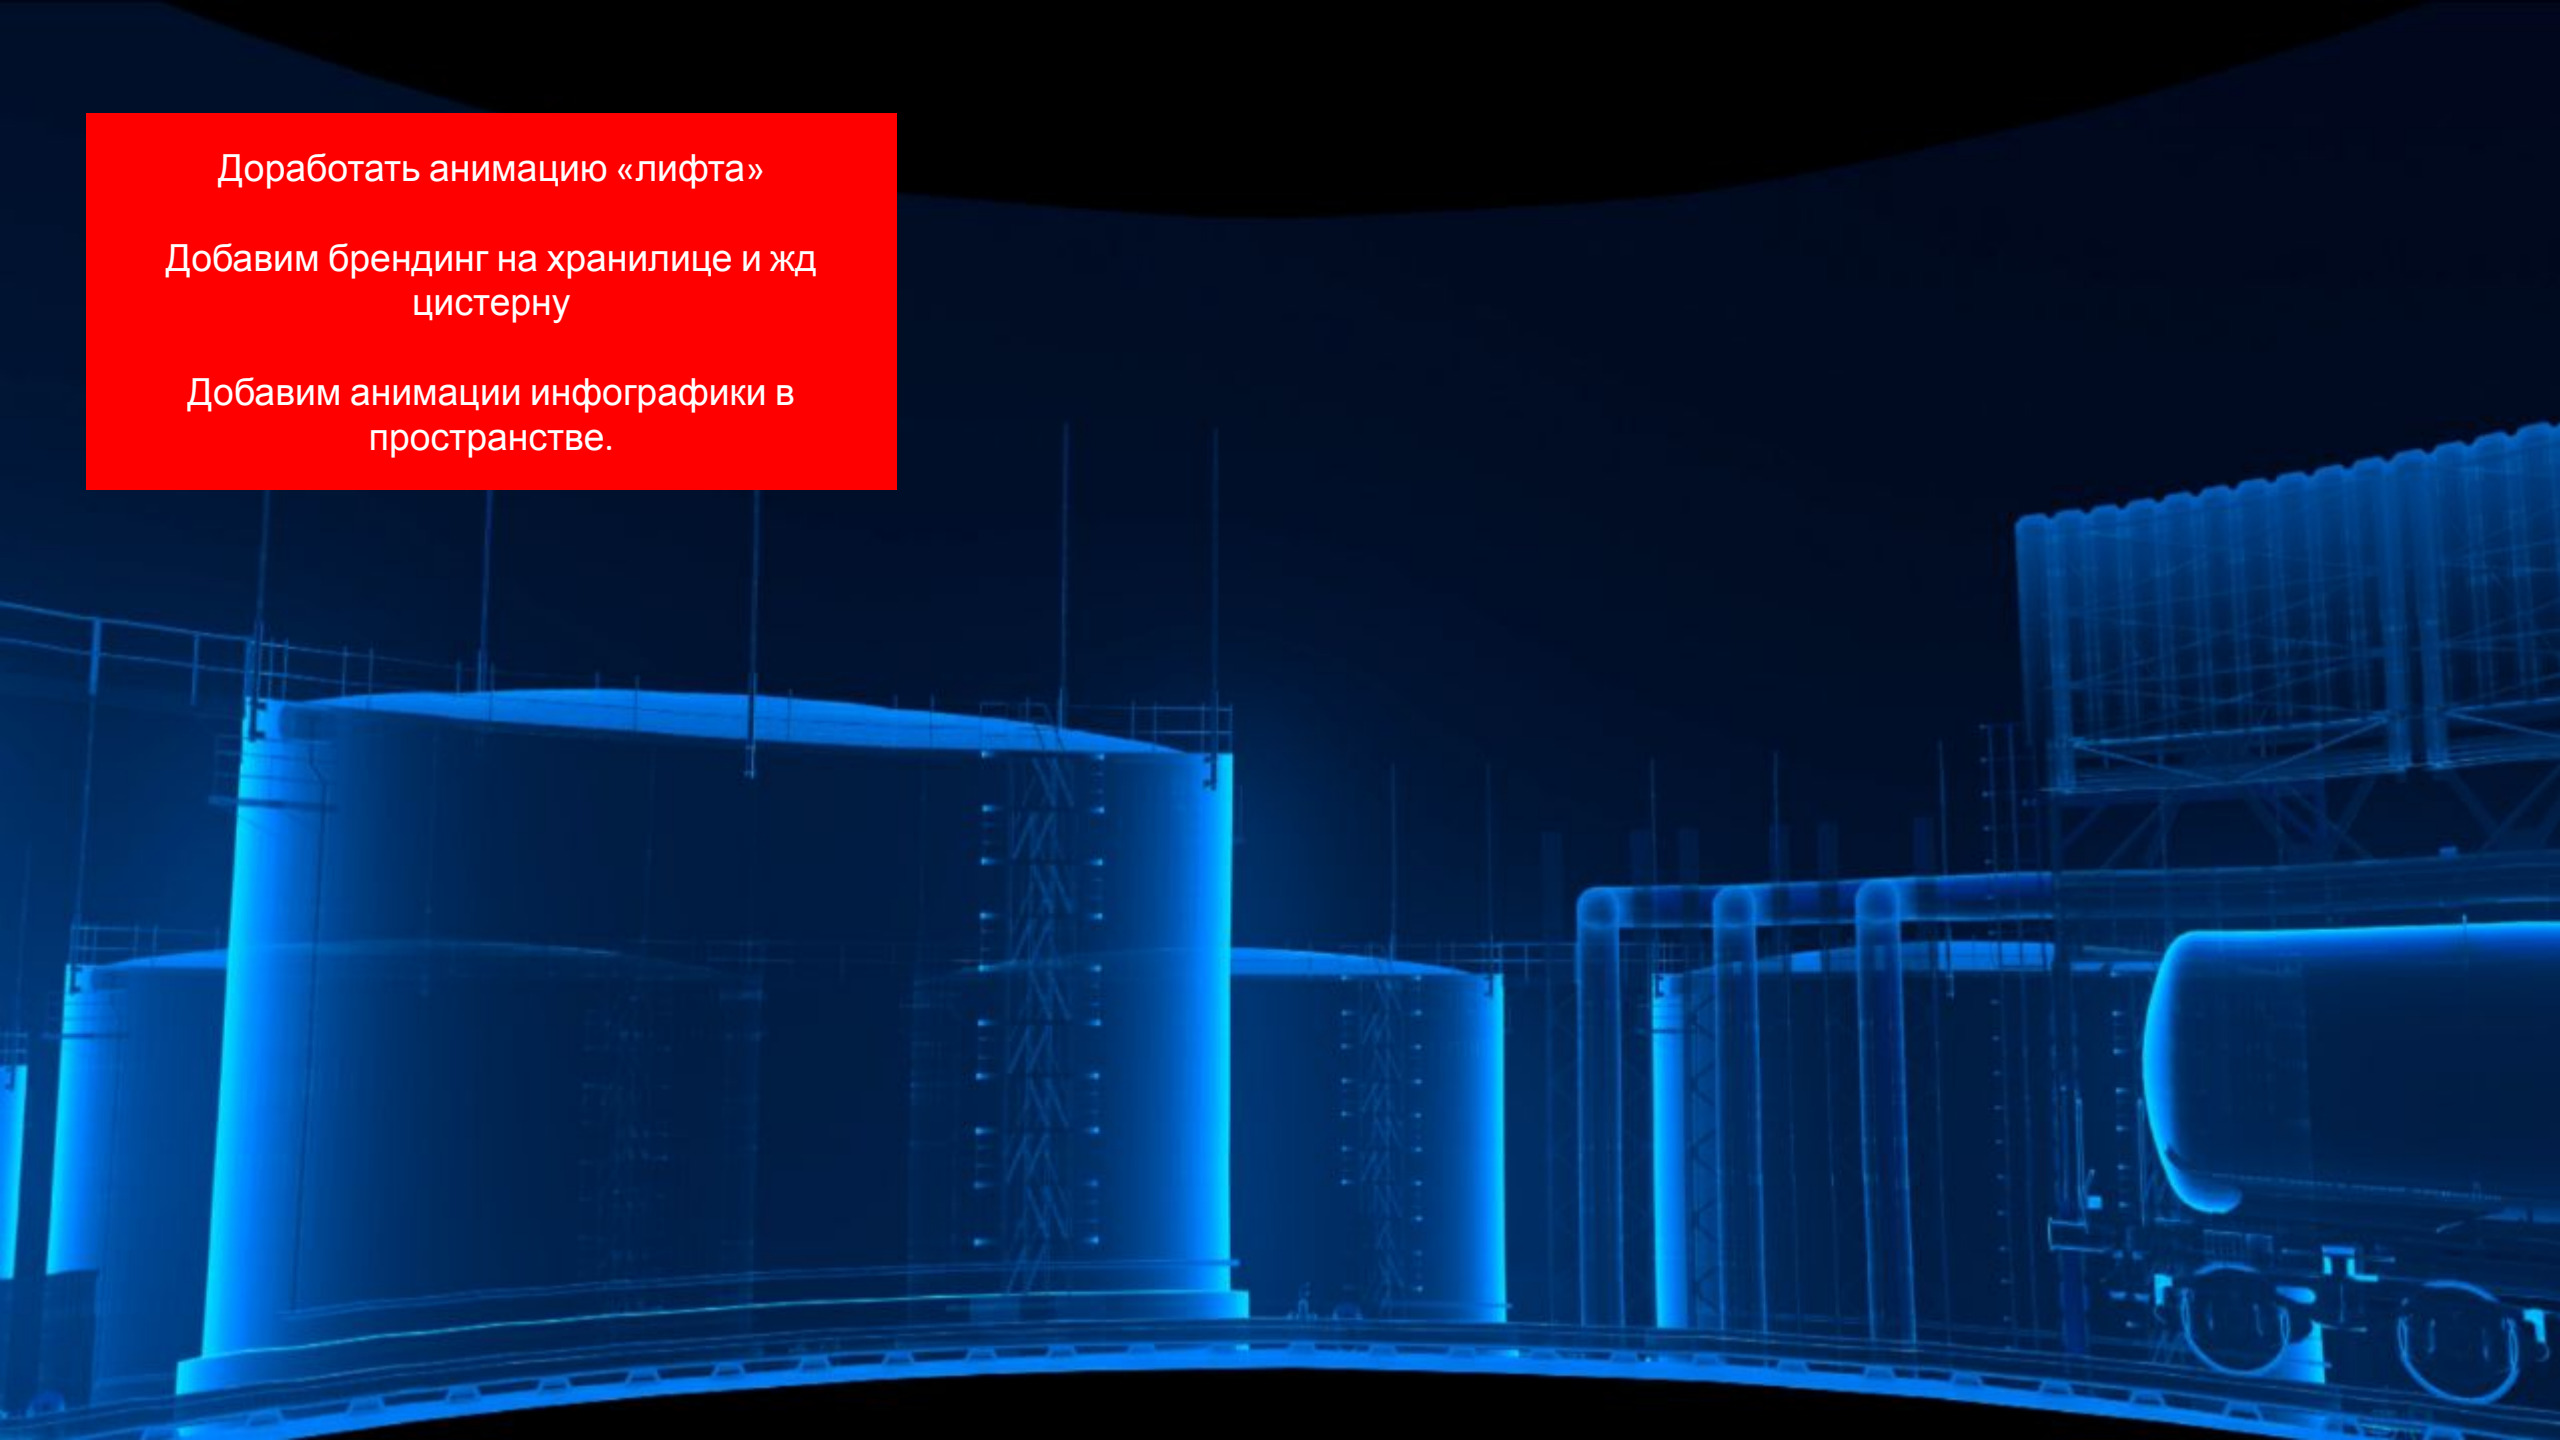 Доработать анимацию «лифта»
Добавим брендинг на хранилице и жд
цистерну
Добавим анимации инфографики в
пространстве.